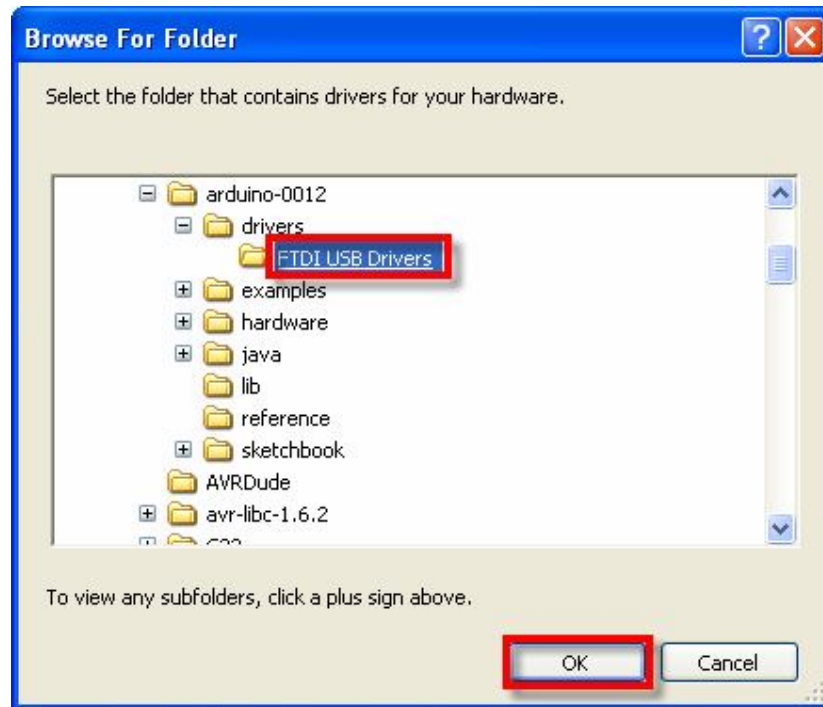 Browse For Folder
Select the folder that contains drivers for your hardware.
arduino-0012
drivers
FTDI USB Drivers
examples
hardware
java
lib
reference
sketchbook
AVRDude
avr-libc-1.6.2
To view any subfolders, click a plus sign above.
OK Cancel